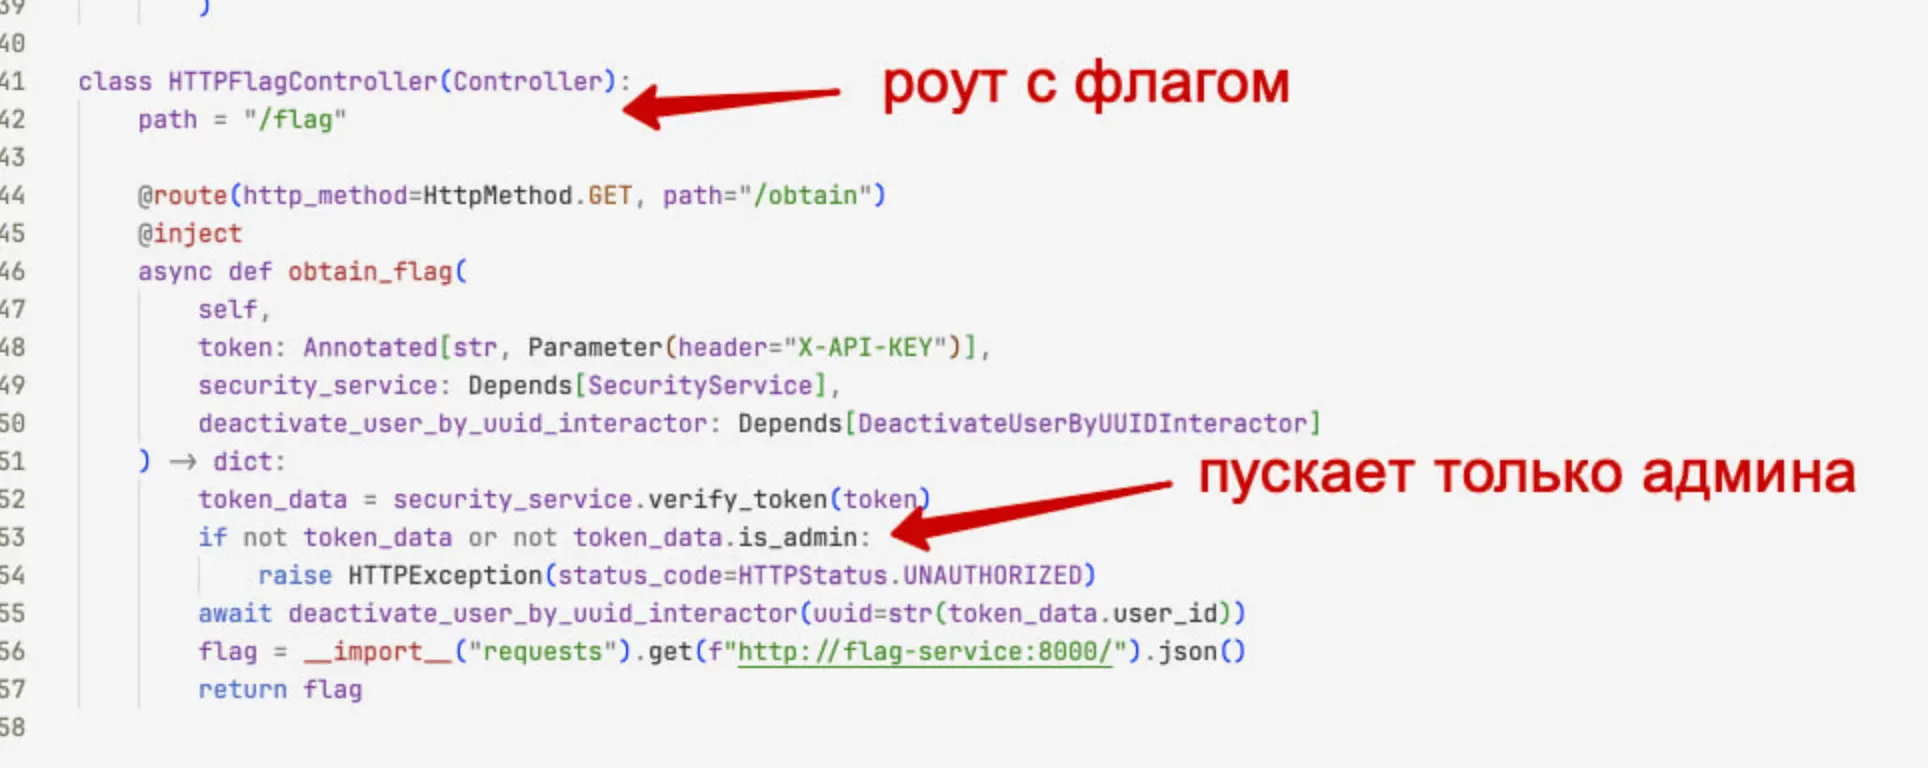 39 )
40
41 class HTTPFlagController(Controller):
роут с флагом
42 path = "/flag"
43
44 @route(http_method=HttpMethod.GET, path="/obtain")
45 @inject
46 async def obtain_flag(
47 self,
48 token: Annotated[str, Parameter(header="X-API-KEY")],
49 security_service: Depends[SecurityService],
50 deactivate_user_by_uuid_interactor: Depends[DeactivateUserByUUIDInteractor]
51 ) → dict:
пускает только админа
52 token_data = security_service.verify_token(token)
53 if not token_data or not token_data.is_admin:
54 raise HTTPException(status_code=HTTPStatus.UNAUTHORIZED)
55 await deactivate_user_by_uuid_interactor(uuid=str(token_data.user_id))
56 flag = __import__("requests").get(f"http://flag-service:8000/").json()
57 return flag
58